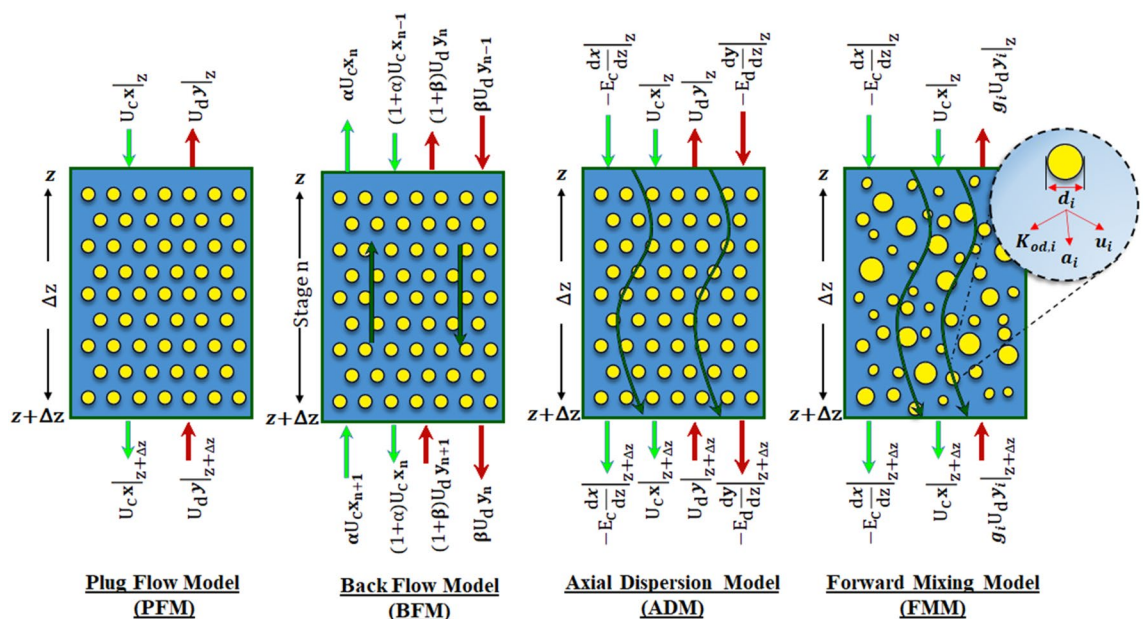 U_C x|_z
U_d y|_z
z
Δz
z+Δz
U_C x|_{z+Δz}
U_d y|_{z+Δz}
Plug Flow Model
(PFM)
αU_C x_n
(1+α)U_C x_{n−1}
(1+β)U_d y_n
βU_d y_{n−1}
z
Stage n
Δz
z+Δz
αU_C x_{n+1}
(1+α)U_C x_n
(1+β)U_d y_{n+1}
βU_d y_n
Back Flow Model
(BFM)
−E_C dx/dz|_z
U_C x|_z
U_d y|_z
−E_d dy/dz|_z
z
Δz
z+Δz
−E_C dx/dz|_{z+Δz}
U_C x|_{z+Δz}
U_d y|_{z+Δz}
−E_d dy/dz|_{z+Δz}
Axial Dispersion Model
(ADM)
−E_C dx/dz|_z
U_C x|_z
g_i U_d y_i|_z
z
Δz
z+Δz
d_i
K_{od,i}
a_i
u_i
−E_C dx/dz|_{z+Δz}
U_C x|_{z+Δz}
g_i U_d y_i|_{z+Δz}
Forward Mixing Model
(FMM)